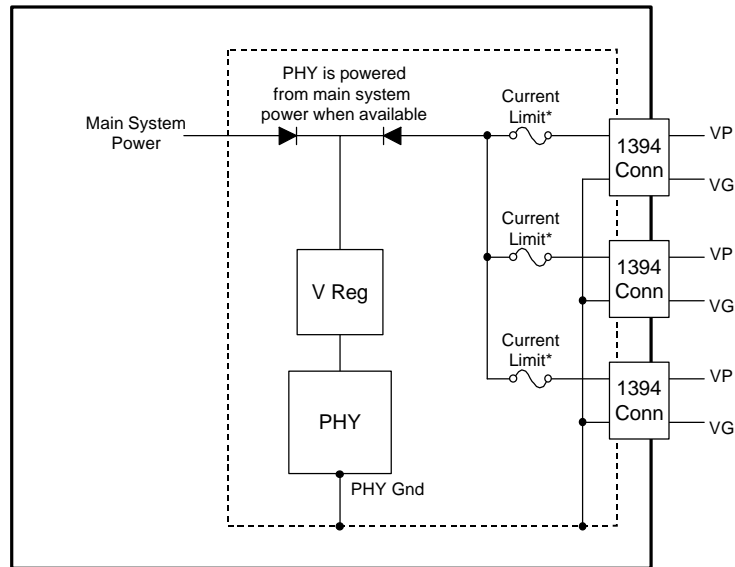 PHY is powered
from main system
power when available
Main System
Power
Current
Limit*
1394
Conn
VP
VG
Current
Limit*
1394
Conn
VP
VG
V Reg
Current
Limit*
1394
Conn
VP
VG
PHY
PHY Gnd